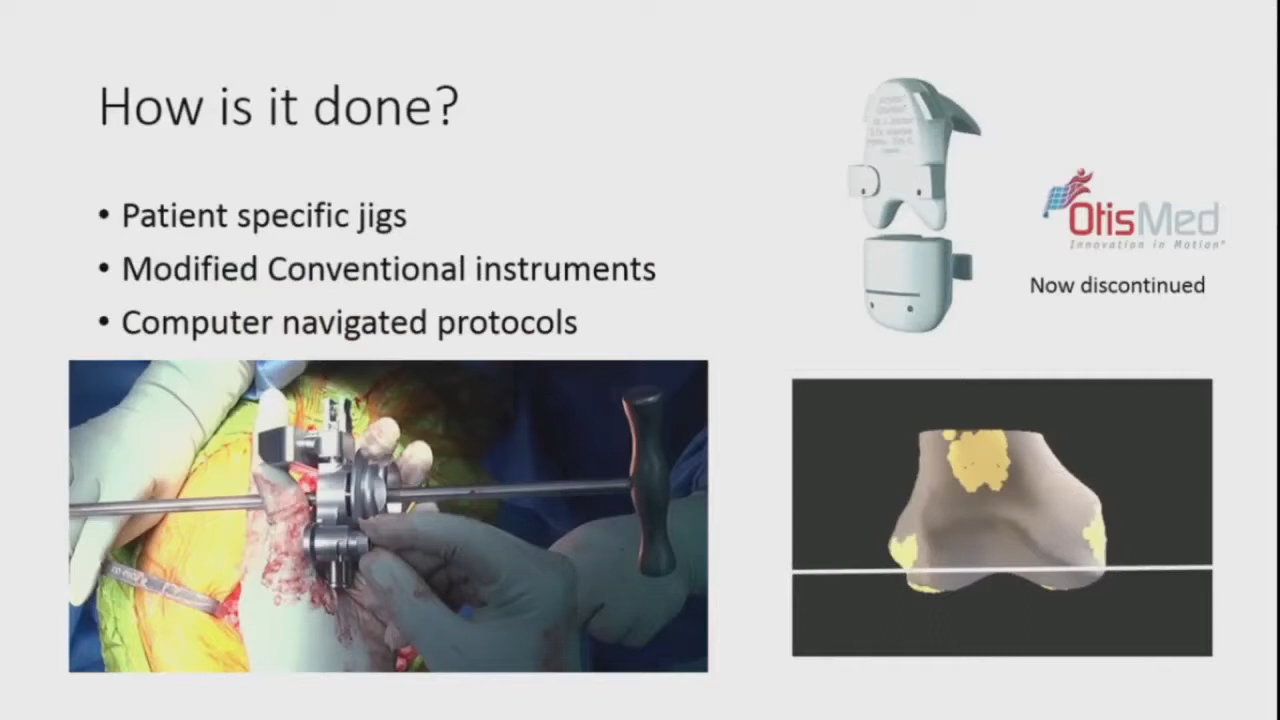 How is it done?
• Patient specific jigs
• Modified Conventional instruments
• Computer navigated protocols
OtisMed
Innovation in Motion
Now discontinued